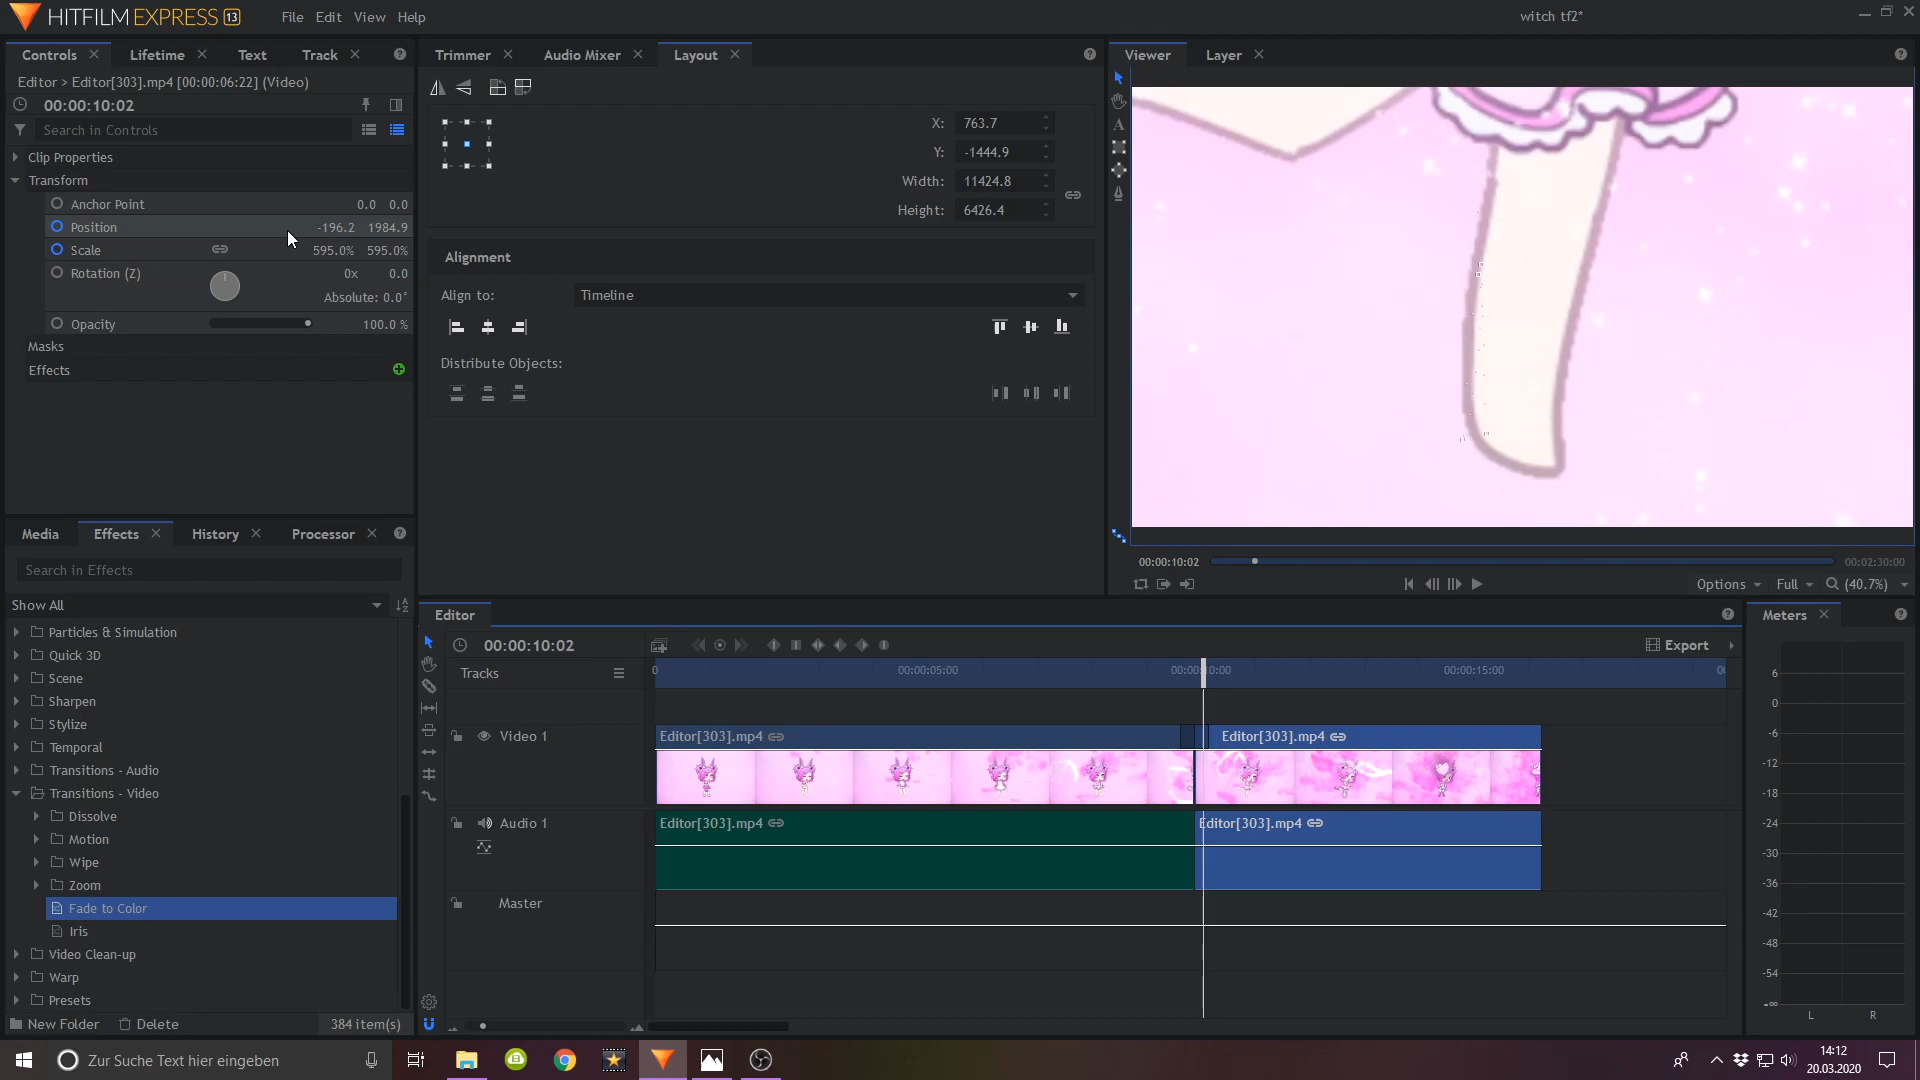 HITFILM EXPRESS 13
File Edit View Help
witch tf2*
Controls Lifetime Text Track
Editor > Editor[303].mp4 [00:00:06:22] (Video)
00:00:10:02
Search in Controls
Clip Properties
Transform
Anchor Point 0.0 0.0
Position -196.2 1984.9
Scale 595.0% 595.0%
Rotation (Z) 0x 0.0
Absolute: 0.0°
Opacity 100.0 %
Masks
Effects
Trimmer Audio Mixer Layout
X: 763.7
Y: -1444.9
Width: 11424.8
Height: 6426.4
Alignment
Align to: Timeline
Distribute Objects:
Viewer Layer
A
00:00:10:02 00:02:30:00
Options Full (40.7%)
Media Effects History Processor
Search in Effects
Show All
Particles & Simulation
Quick 3D
Scene
Sharpen
Stylize
Temporal
Transitions - Audio
Transitions - Video
Dissolve
Motion
Wipe
Zoom
Fade to Color
Iris
Video Clean-up
Warp
Presets
New Folder Delete 384 item(s)
Editor
00:00:10:02 Export
Tracks 0 00:00:05:00 00:00:10:00 00:00:15:00
Video 1 Editor[303].mp4 Editor[303].mp4
Audio 1 Editor[303].mp4 Editor[303].mp4
Master
Meters
6
0
-6
-12
-18
-24
-30
-36
-42
-48
-54
-∞
L R
Zur Suche Text hier eingeben
14:12
20.03.2020